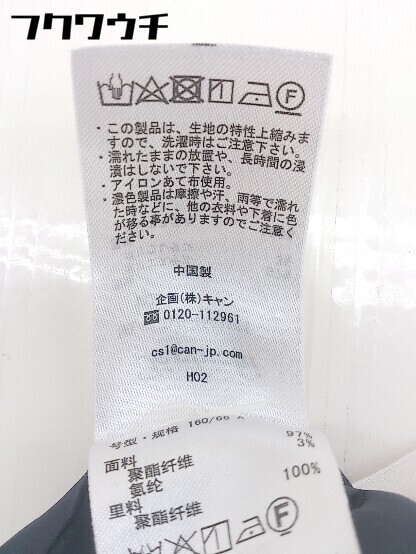 フクワウチ
F
・この製品は、生地の特性上縮みま
すので、洗濯時はご注意下さい。
・濡れたままの放置や、長時間の浸
漬はしないで下さい。
・アイロンあて布使用。
・濃色製品は摩擦や汗、雨等で濡れ
た時などに、他の衣料や下着に色
が移る事がありますのでご注意く
ださい。
中国製
企画(株)キャン
0120-112961
cs1@can-jp.com
H02
号型・规格 160/66
面料 97%
聚酯纤维 3%
氨纶
里料 100%
聚酯纤维
F